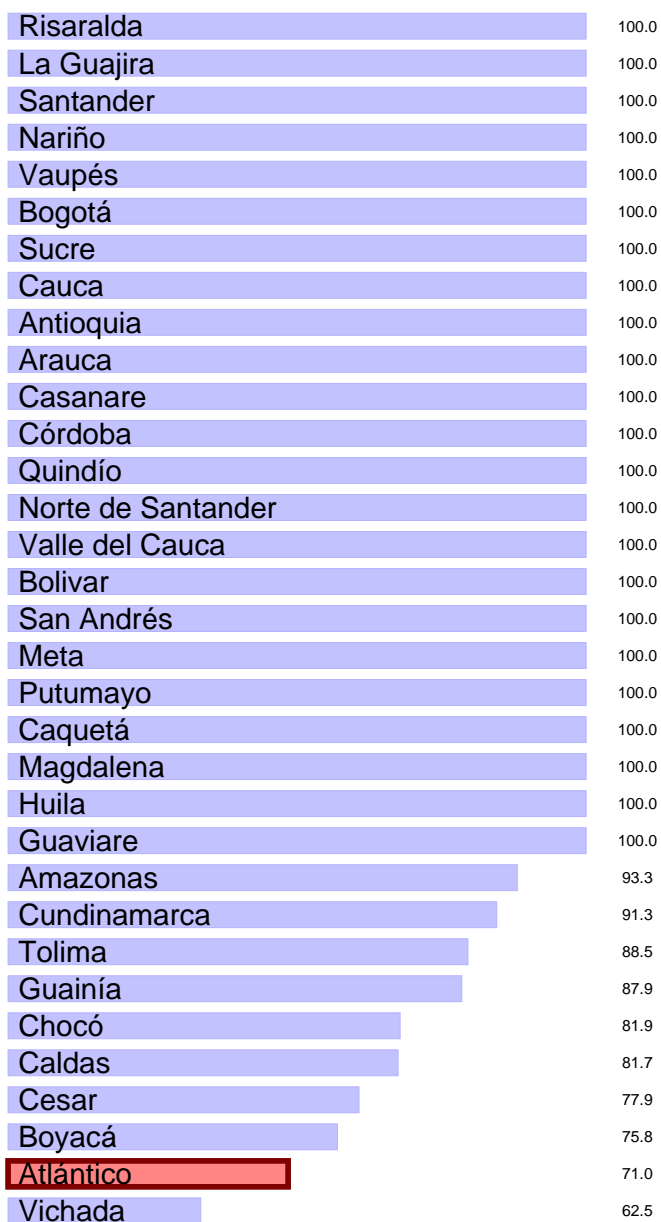 Risaralda 100.0
La Guajira 100.0
Santander 100.0
Nariño 100.0
Vaupés 100.0
Bogotá 100.0
Sucre 100.0
Cauca 100.0
Antioquia 100.0
Arauca 100.0
Casanare 100.0
Córdoba 100.0
Quindío 100.0
Norte de Santander 100.0
Valle del Cauca 100.0
Bolivar 100.0
San Andrés 100.0
Meta 100.0
Putumayo 100.0
Caquetá 100.0
Magdalena 100.0
Huila 100.0
Guaviare 100.0
Amazonas 93.3
Cundinamarca 91.3
Tolima 88.5
Guainía 87.9
Chocó 81.9
Caldas 81.7
Cesar 77.9
Boyacá 75.8
Atlántico 71.0
Vichada 62.5